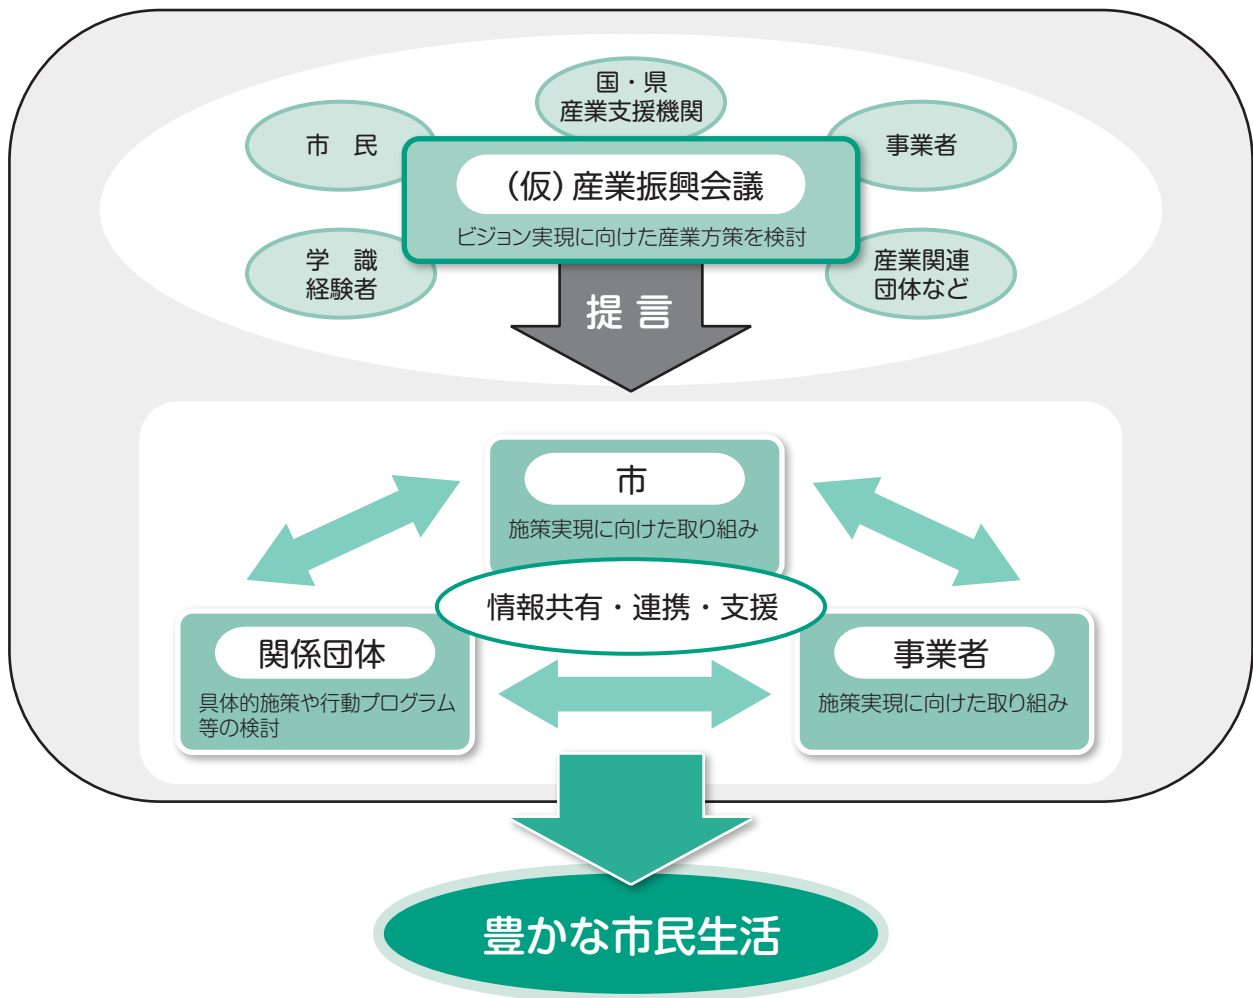 国・県
産業支援機関
市　民
事業者
（仮）産業振興会議
ビジョン実現に向けた産業方策を検討
学　識
経験者
産業関連
団体など
提 言
市
施策実現に向けた取り組み
情報共有・連携・支援
関係団体
具体的施策や行動プログラム
等の検討
事業者
施策実現に向けた取り組み
豊かな市民生活